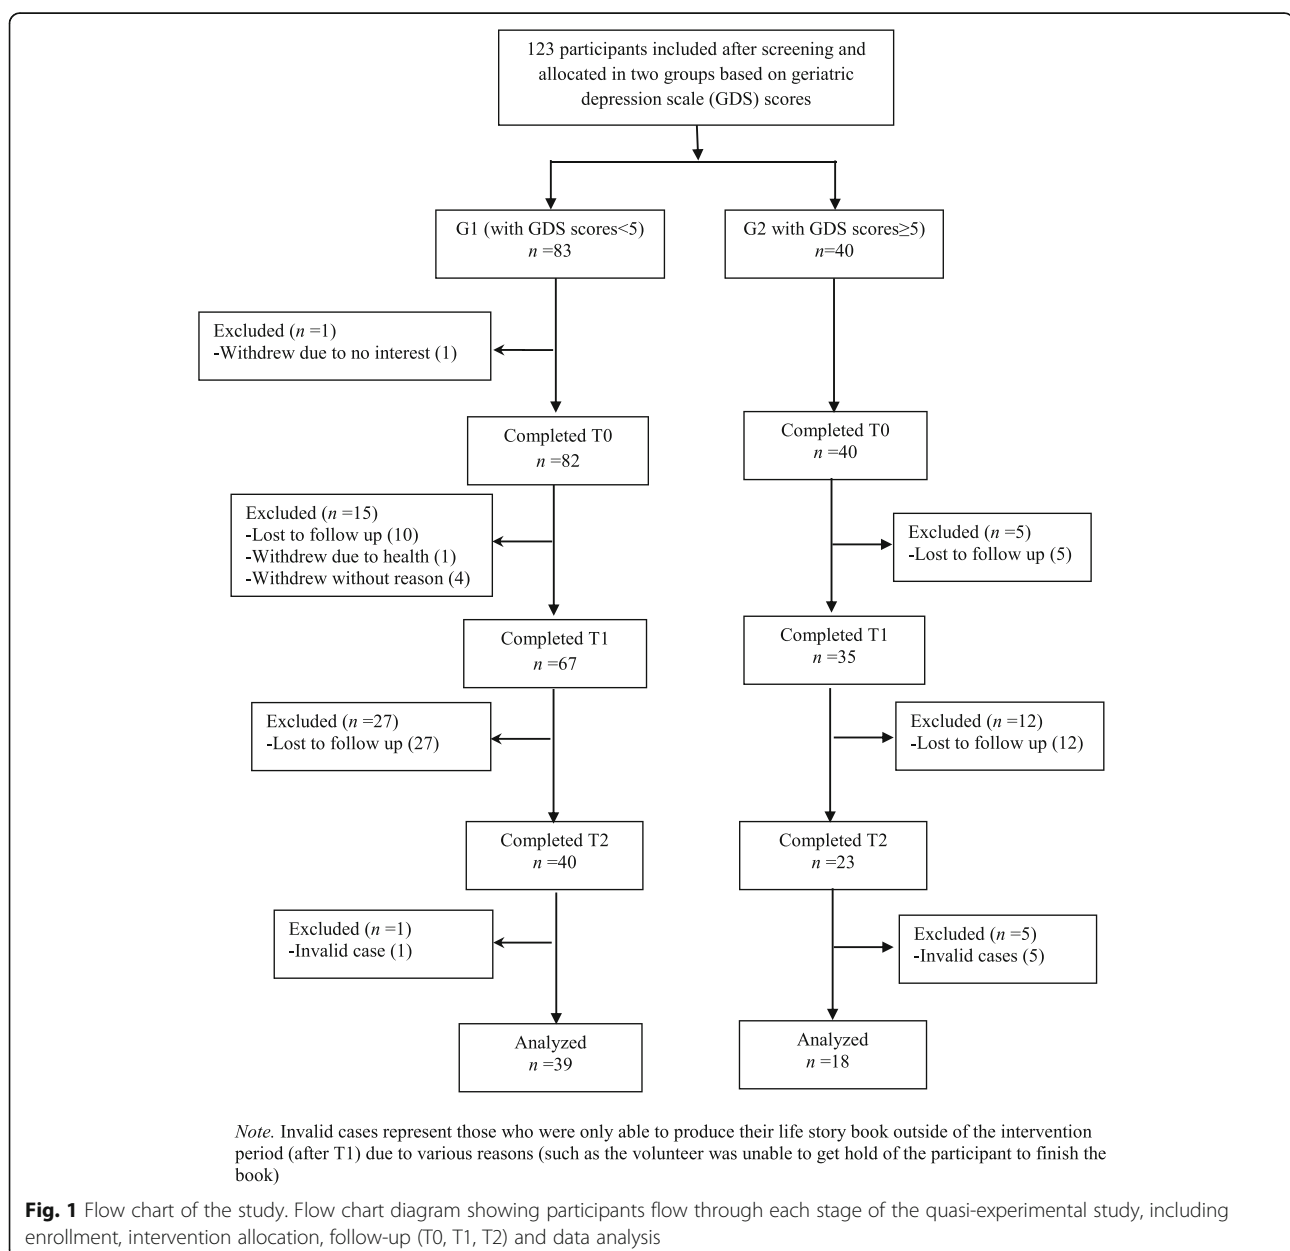 123 participants included after screening and
allocated in two groups based on geriatric
depression scale (GDS) scores
G1 (with GDS scores<5)
n =83
G2 with GDS scores≥5)
n=40
Excluded (n =1)
-Withdrew due to no interest (1)
Completed T0
n =82
Completed T0
n =40
Excluded (n =15)
-Lost to follow up (10)
-Withdrew due to health (1)
-Withdrew without reason (4)
Excluded (n =5)
-Lost to follow up (5)
Completed T1
n =67
Completed T1
n =35
Excluded (n =27)
-Lost to follow up (27)
Excluded (n =12)
-Lost to follow up (12)
Completed T2
n =40
Completed T2
n =23
Excluded (n =1)
-Invalid case (1)
Excluded (n =5)
-Invalid cases (5)
Analyzed
n =39
Analyzed
n =18
Note. Invalid cases represent those who were only able to produce their life story book outside of the intervention
period (after T1) due to various reasons (such as the volunteer was unable to get hold of the participant to finish the
book)
Fig. 1 Flow chart of the study. Flow chart diagram showing participants flow through each stage of the quasi-experimental study, including
enrollment, intervention allocation, follow-up (T0, T1, T2) and data analysis